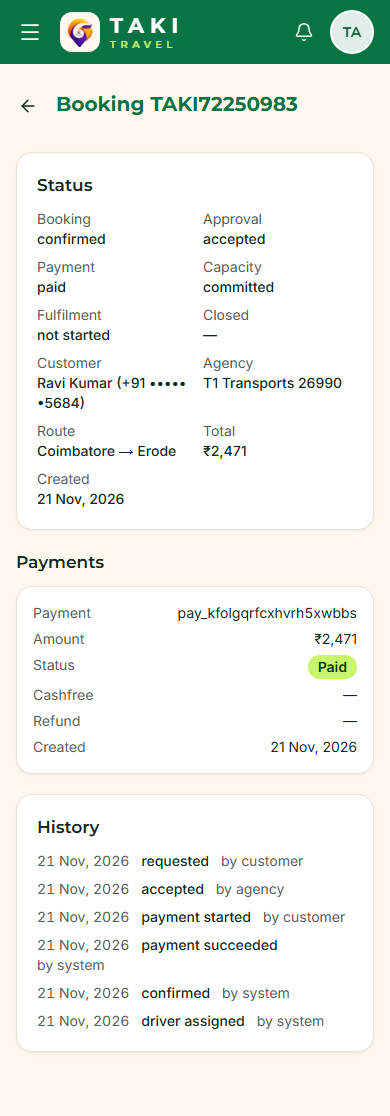 TAKI
TRAVEL
TA
Booking TAKI72250983
Status
Booking
confirmed
Approval
accepted
Payment
paid
Capacity
committed
Fulfilment
not started
Closed
—
Customer
Ravi Kumar (+91 •••••
•5684)
Agency
T1 Transports 26990
Route
Coimbatore → Erode
Total
₹2,471
Created
21 Nov, 2026
Payments
Payment pay_kfolgqrfcxhvrh5xwbbs
Amount ₹2,471
Status Paid
Cashfree —
Refund —
Created 21 Nov, 2026
History
21 Nov, 2026 requested by customer
21 Nov, 2026 accepted by agency
21 Nov, 2026 payment started by customer
21 Nov, 2026 payment succeeded
by system
21 Nov, 2026 confirmed by system
21 Nov, 2026 driver assigned by system